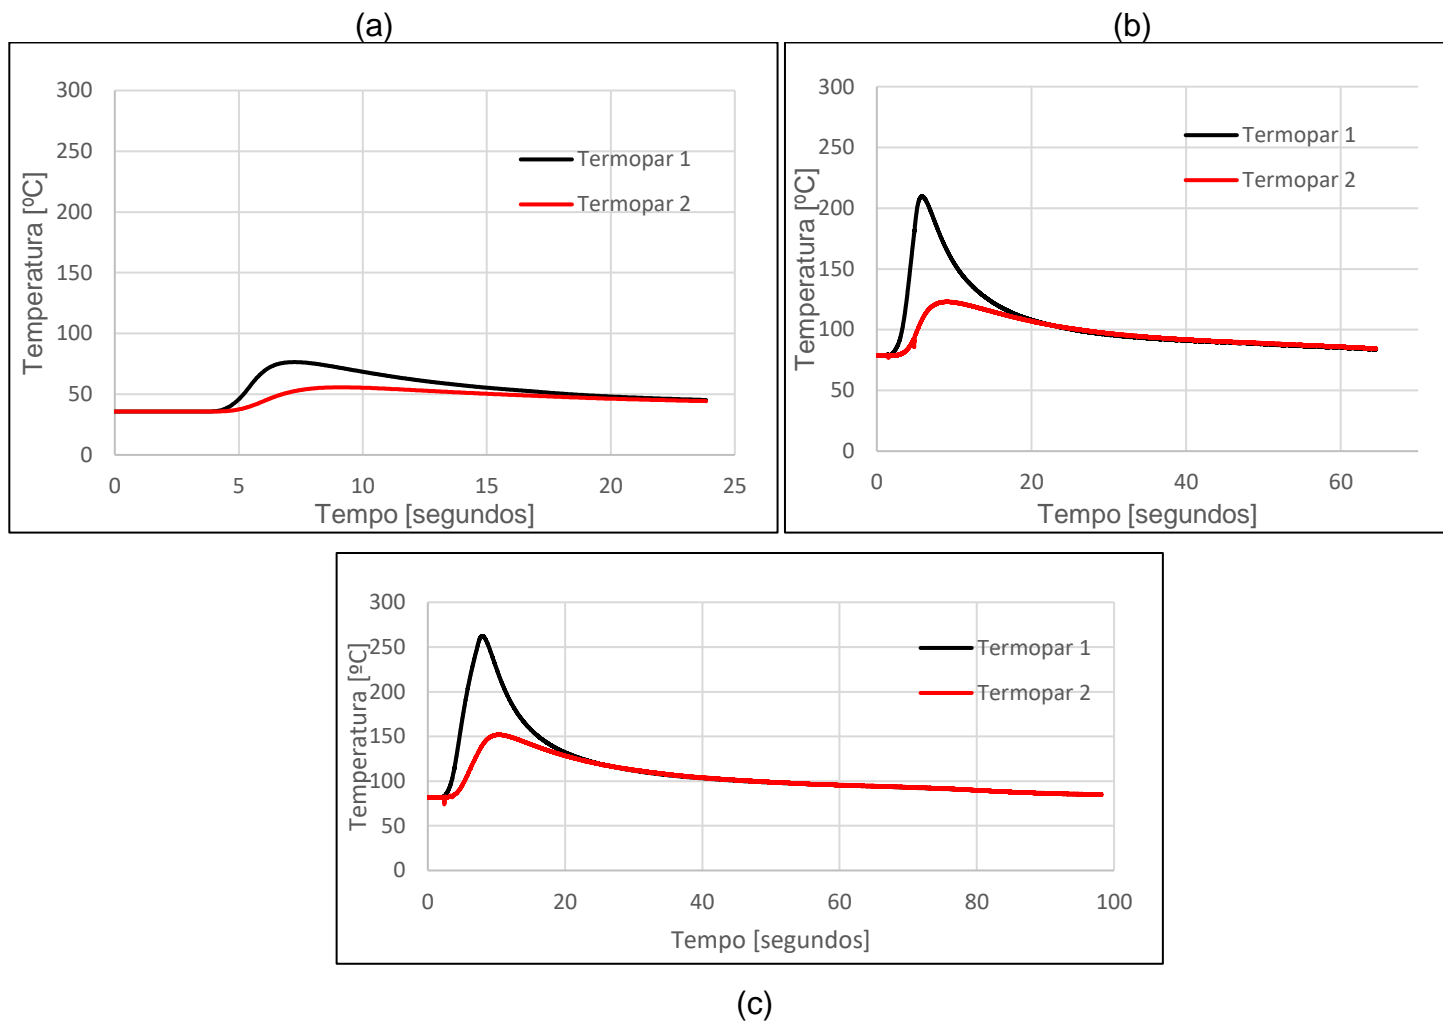 (a)
300
250
200
150
100
50
0
0 5 10 15 20 25
Temperatura [ºC]
Tempo [segundos]
Termopar 1
Termopar 2
(b)
300
250
200
150
100
50
0
0 20 40 60
Temperatura [ºC]
Tempo [segundos]
Termopar 1
Termopar 2
300
250
200
150
100
50
0
0 20 40 60 80 100
Temperatura [ºC]
Tempo [segundos]
Termopar 1
Termopar 2
(c)